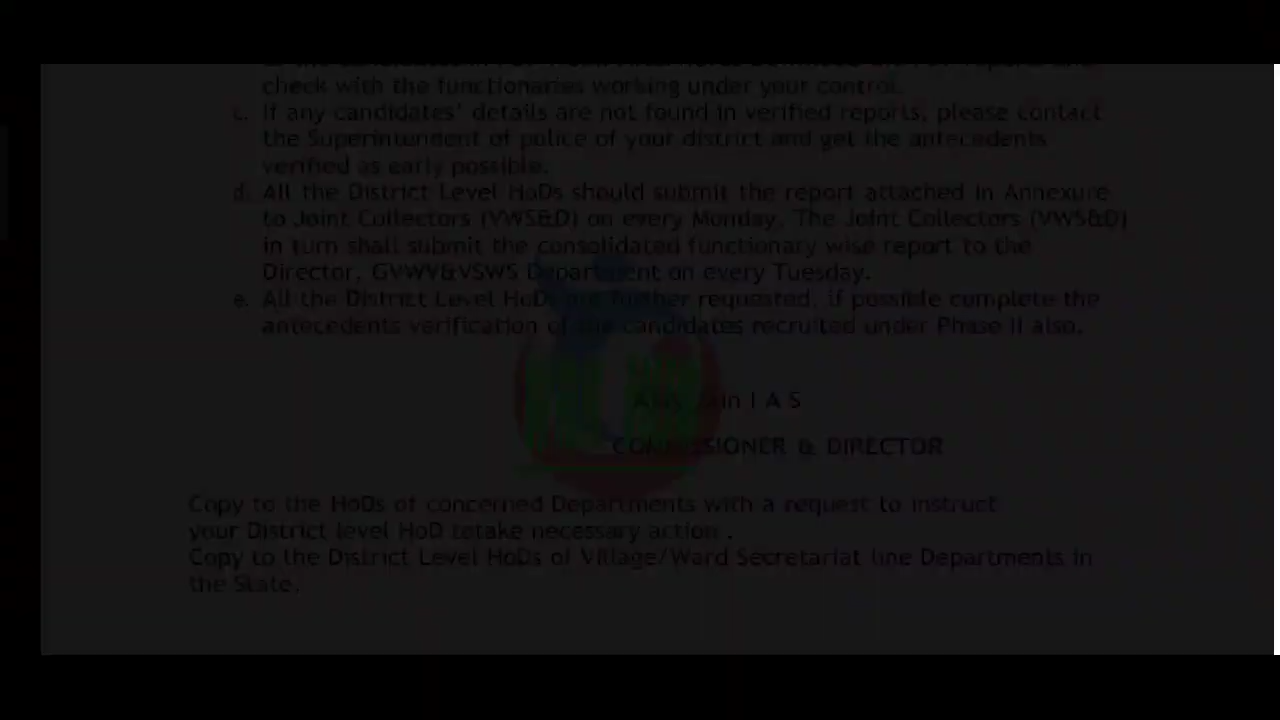 check with the functionaries working under your control.
c. If any candidates' details are not found in verified reports, please contact
the Superintendent of police of your district and get the antecedents
verified as early possible.
d. All the District Level HoDs should submit the report attached in Annexure
to Joint Collectors (VWS&D) on every Monday. The Joint Collectors (VWS&D)
in turn shall submit the consolidated functionary wise report to the
Director, GVWV&VSWS Department on every Tuesday.
e. All the District Level HoDs are further requested, if possible complete the
antecedents verification of the candidates recruited under Phase II also.
Jain I A S
COMMISSIONER & DIRECTOR
Copy to the HoDs of concerned Departments with a request to instruct
your District level HoD totake necessary action .
Copy to the District Level HoDs of Village/Ward Secretariat line Departments in
the State.